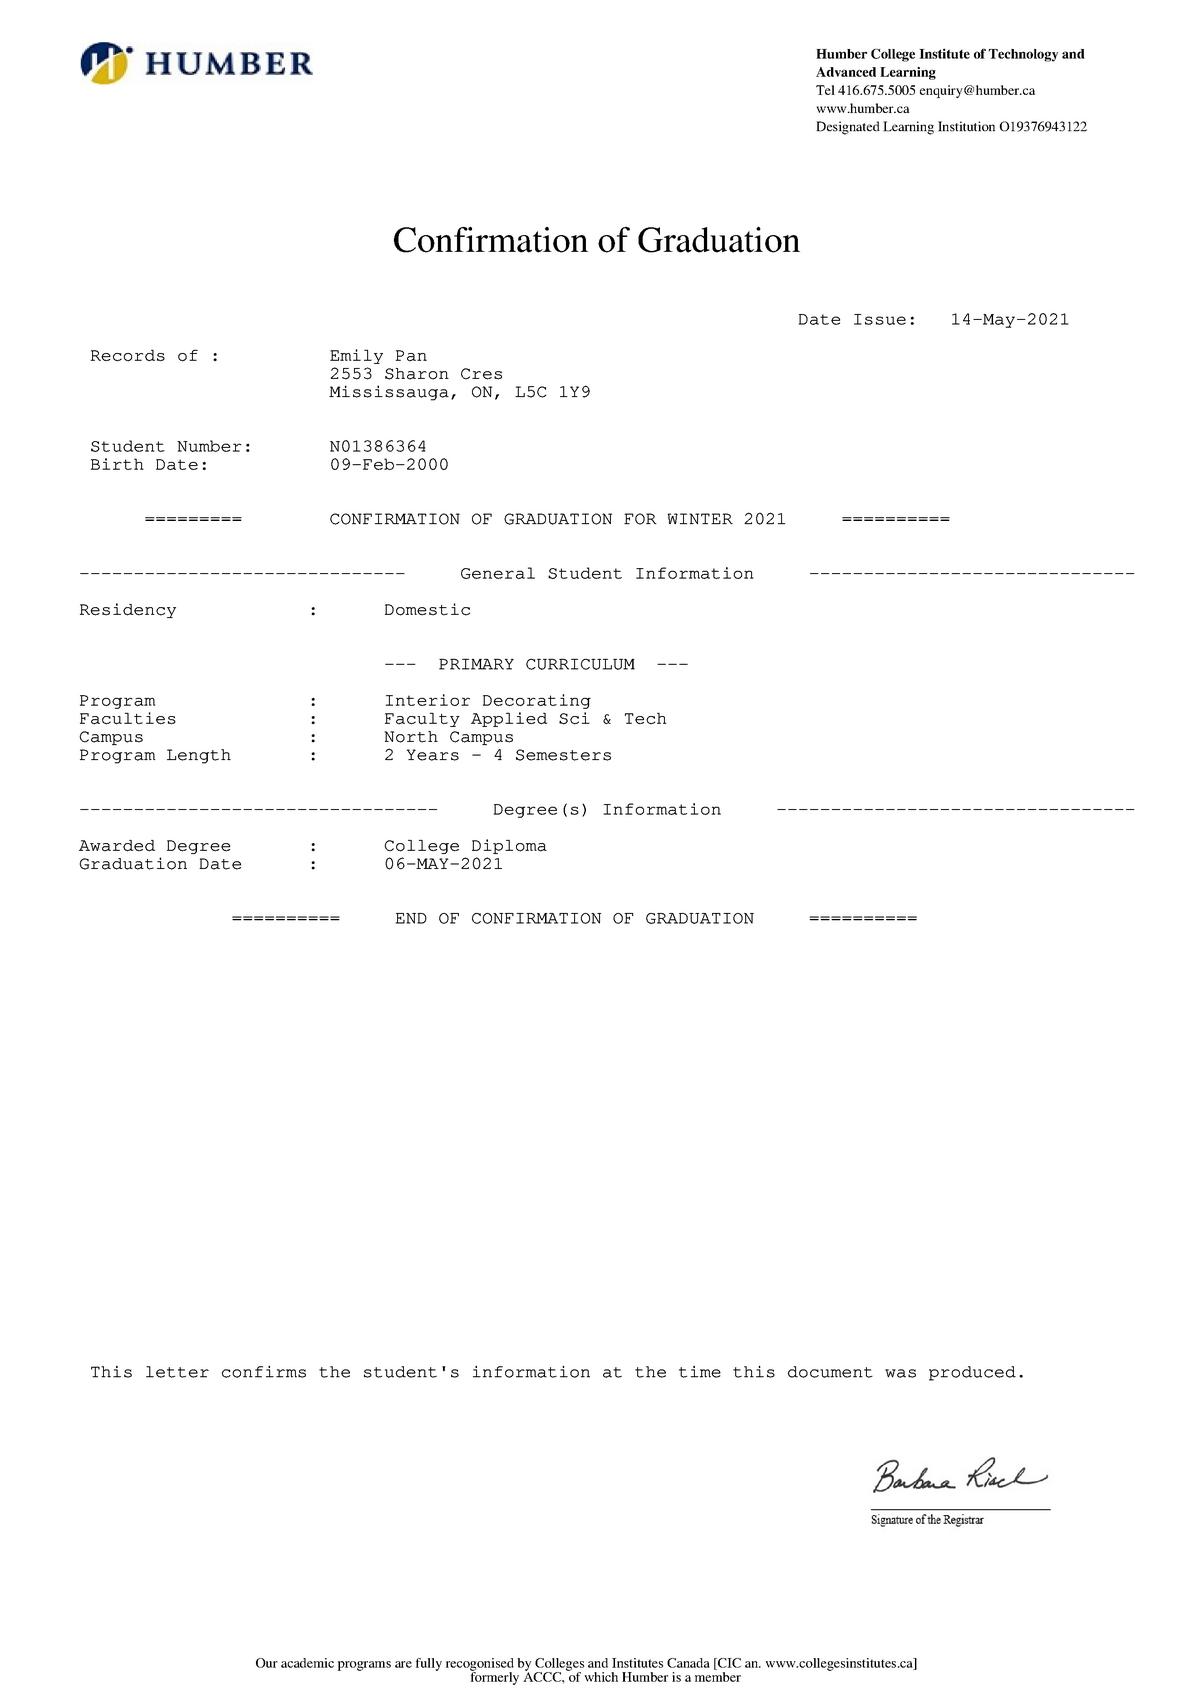 HUMBER
Humber College Institute of Technology and
Advanced Learning
Tel 416.675.5005 enquiry@humber.ca
www.humber.ca
Designated Learning Institution O19376943122
Confirmation of Graduation
Date Issue: 14-May-2021
Records of : Emily Pan
2553 Sharon Cres
Mississauga, ON, L5C 1Y9
Student Number: N01386364
Birth Date: 09-Feb-2000
========= CONFIRMATION OF GRADUATION FOR WINTER 2021 ==========
------------------------------ General Student Information ------------------------------
Residency : Domestic
--- PRIMARY CURRICULUM ---
Program : Interior Decorating
Faculties : Faculty Applied Sci & Tech
Campus : North Campus
Program Length : 2 Years - 4 Semesters
--------------------------------- Degree(s) Information ---------------------------------
Awarded Degree : College Diploma
Graduation Date : 06-MAY-2021
========== END OF CONFIRMATION OF GRADUATION ==========
This letter confirms the student's information at the time this document was produced.
Barbara Riach
Signature of the Registrar
Our academic programs are fully recognised by Colleges and Institutes Canada [CIC an. www.collegesinstitutes.ca]
formerly ACCC, of which Humber is a member